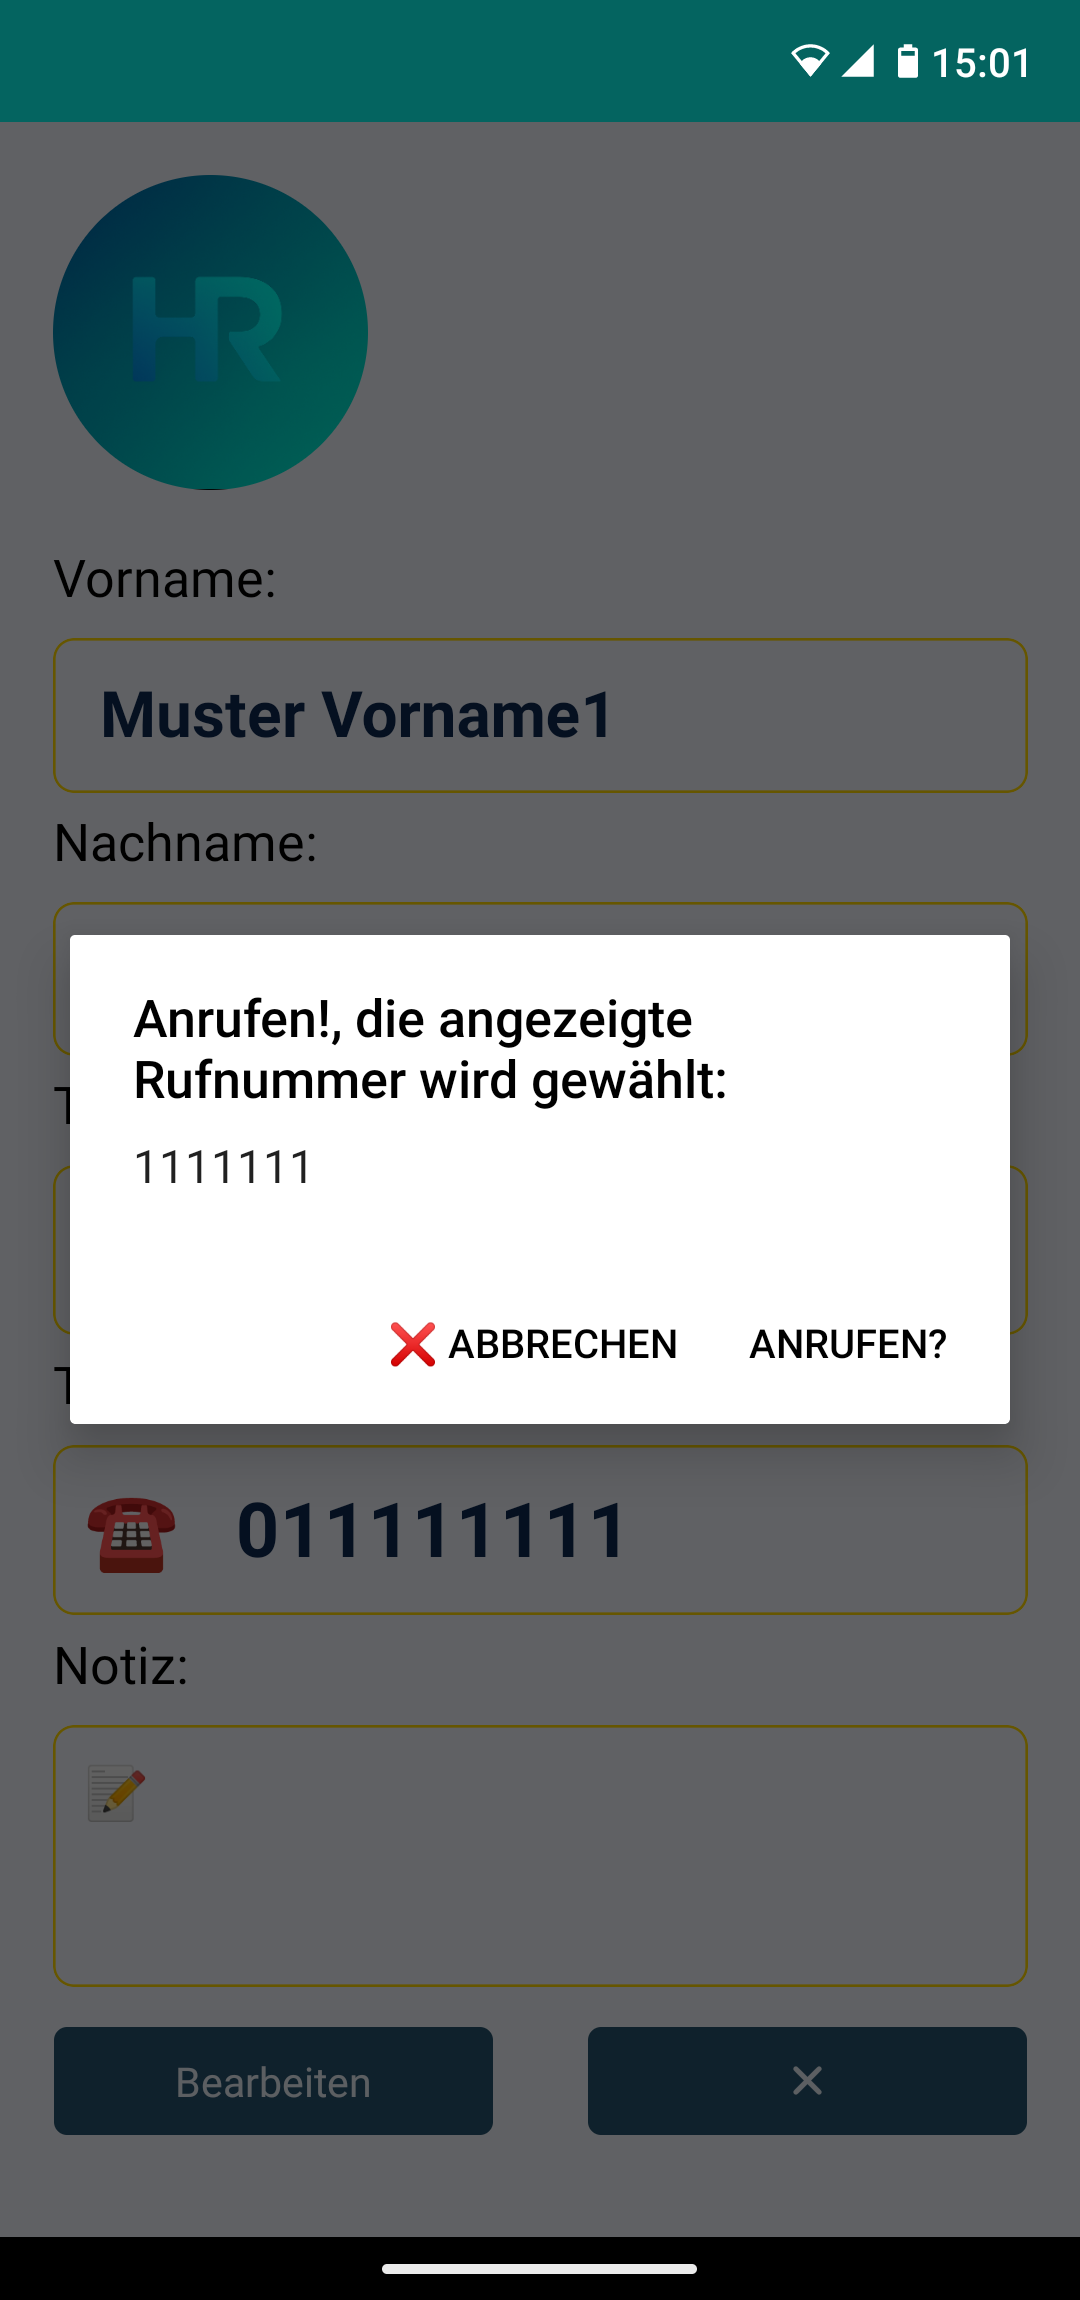 15:01
HR
Vorname:
Muster Vorname1
Nachname:
Anrufen!, die angezeigte
Rufnummer wird gewählt:
1111111
❌ ABBRECHEN ANRUFEN?
☎️ 011111111
Notiz:
📝
Bearbeiten ✕